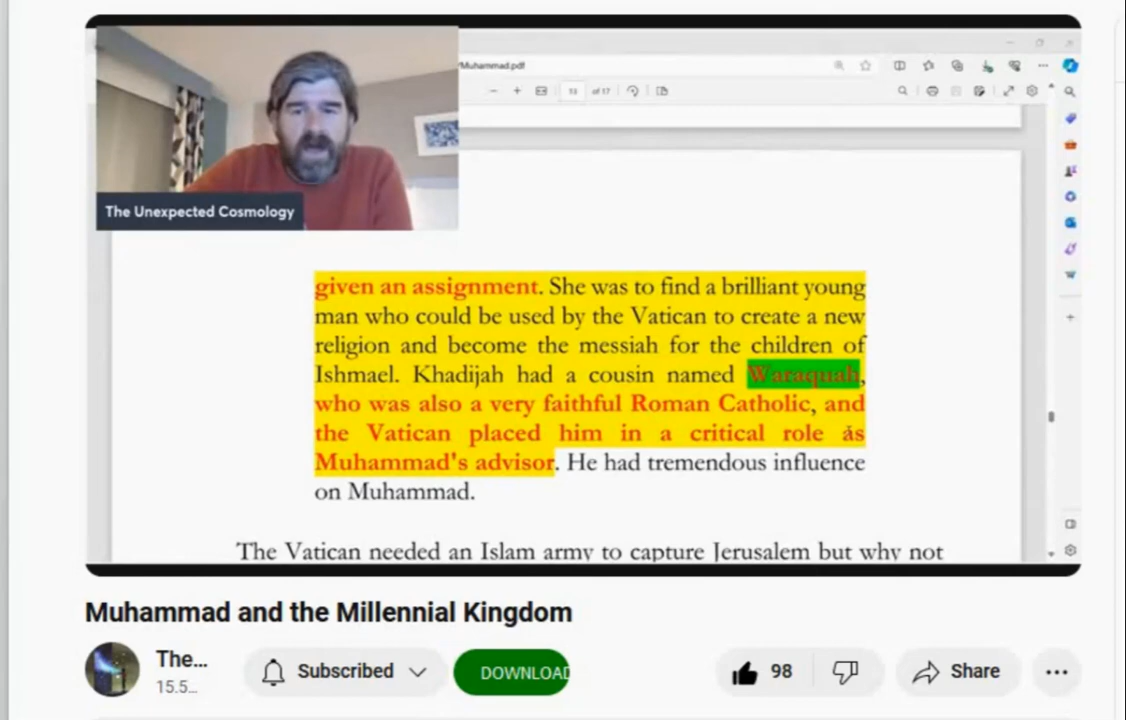 Muhammad.pdf
13 of 17
The Unexpected Cosmology
given an assignment. She was to find a brilliant young
man who could be used by the Vatican to create a new
religion and become the messiah for the children of
Ishmael. Khadijah had a cousin named Waraquah,
who was also a very faithful Roman Catholic, and
the Vatican placed him in a critical role as
Muhammad's advisor. He had tremendous influence
on Muhammad.
The Vatican needed an Islam army to capture Jerusalem but why not
Muhammad and the Millennial Kingdom
The...
15.5...
Subscribed
DOWNLOAD
98
Share